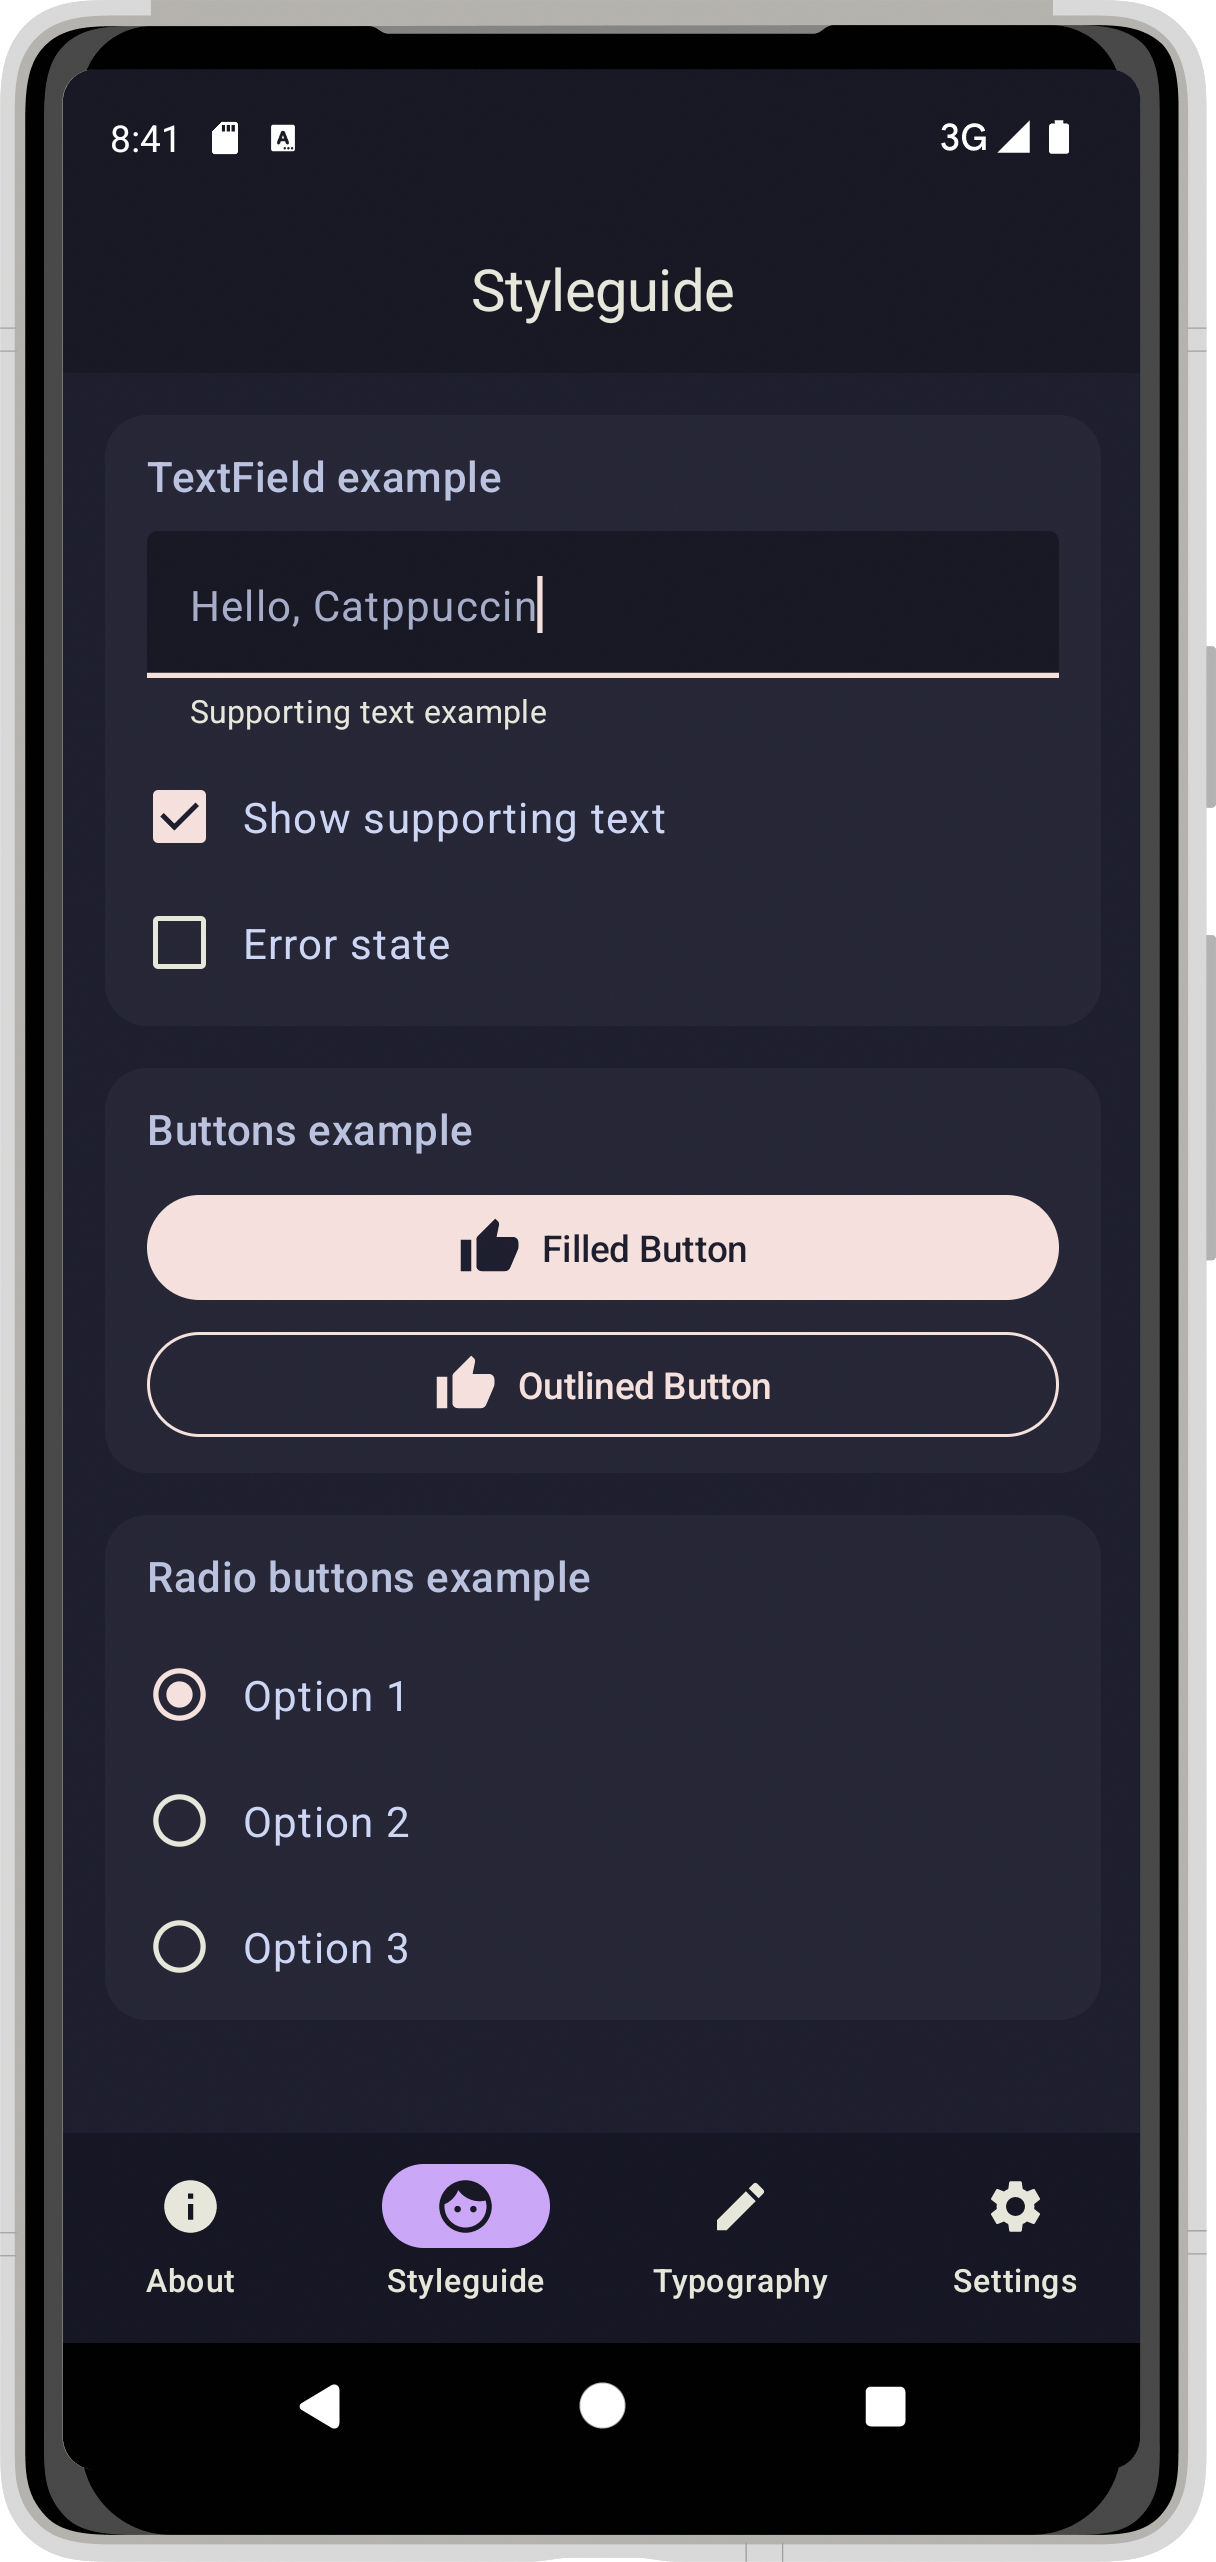 8:41
3G
Styleguide
TextField example
Hello, Catppuccin
Supporting text example
Show supporting text
Error state
Buttons example
Filled Button
Outlined Button
Radio buttons example
Option 1
Option 2
Option 3
About
Styleguide
Typography
Settings